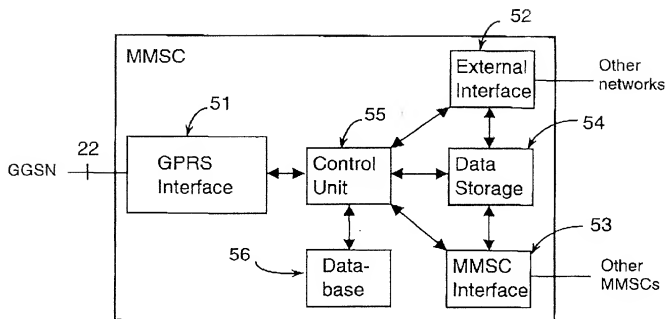 52
MMSC
External
Interface
Other
networks
51
55
54
GGSN
22
GPRS
Interface
Control
Unit
Data
Storage
53
56
Data-
base
MMSC
Interface
Other
MMSCs